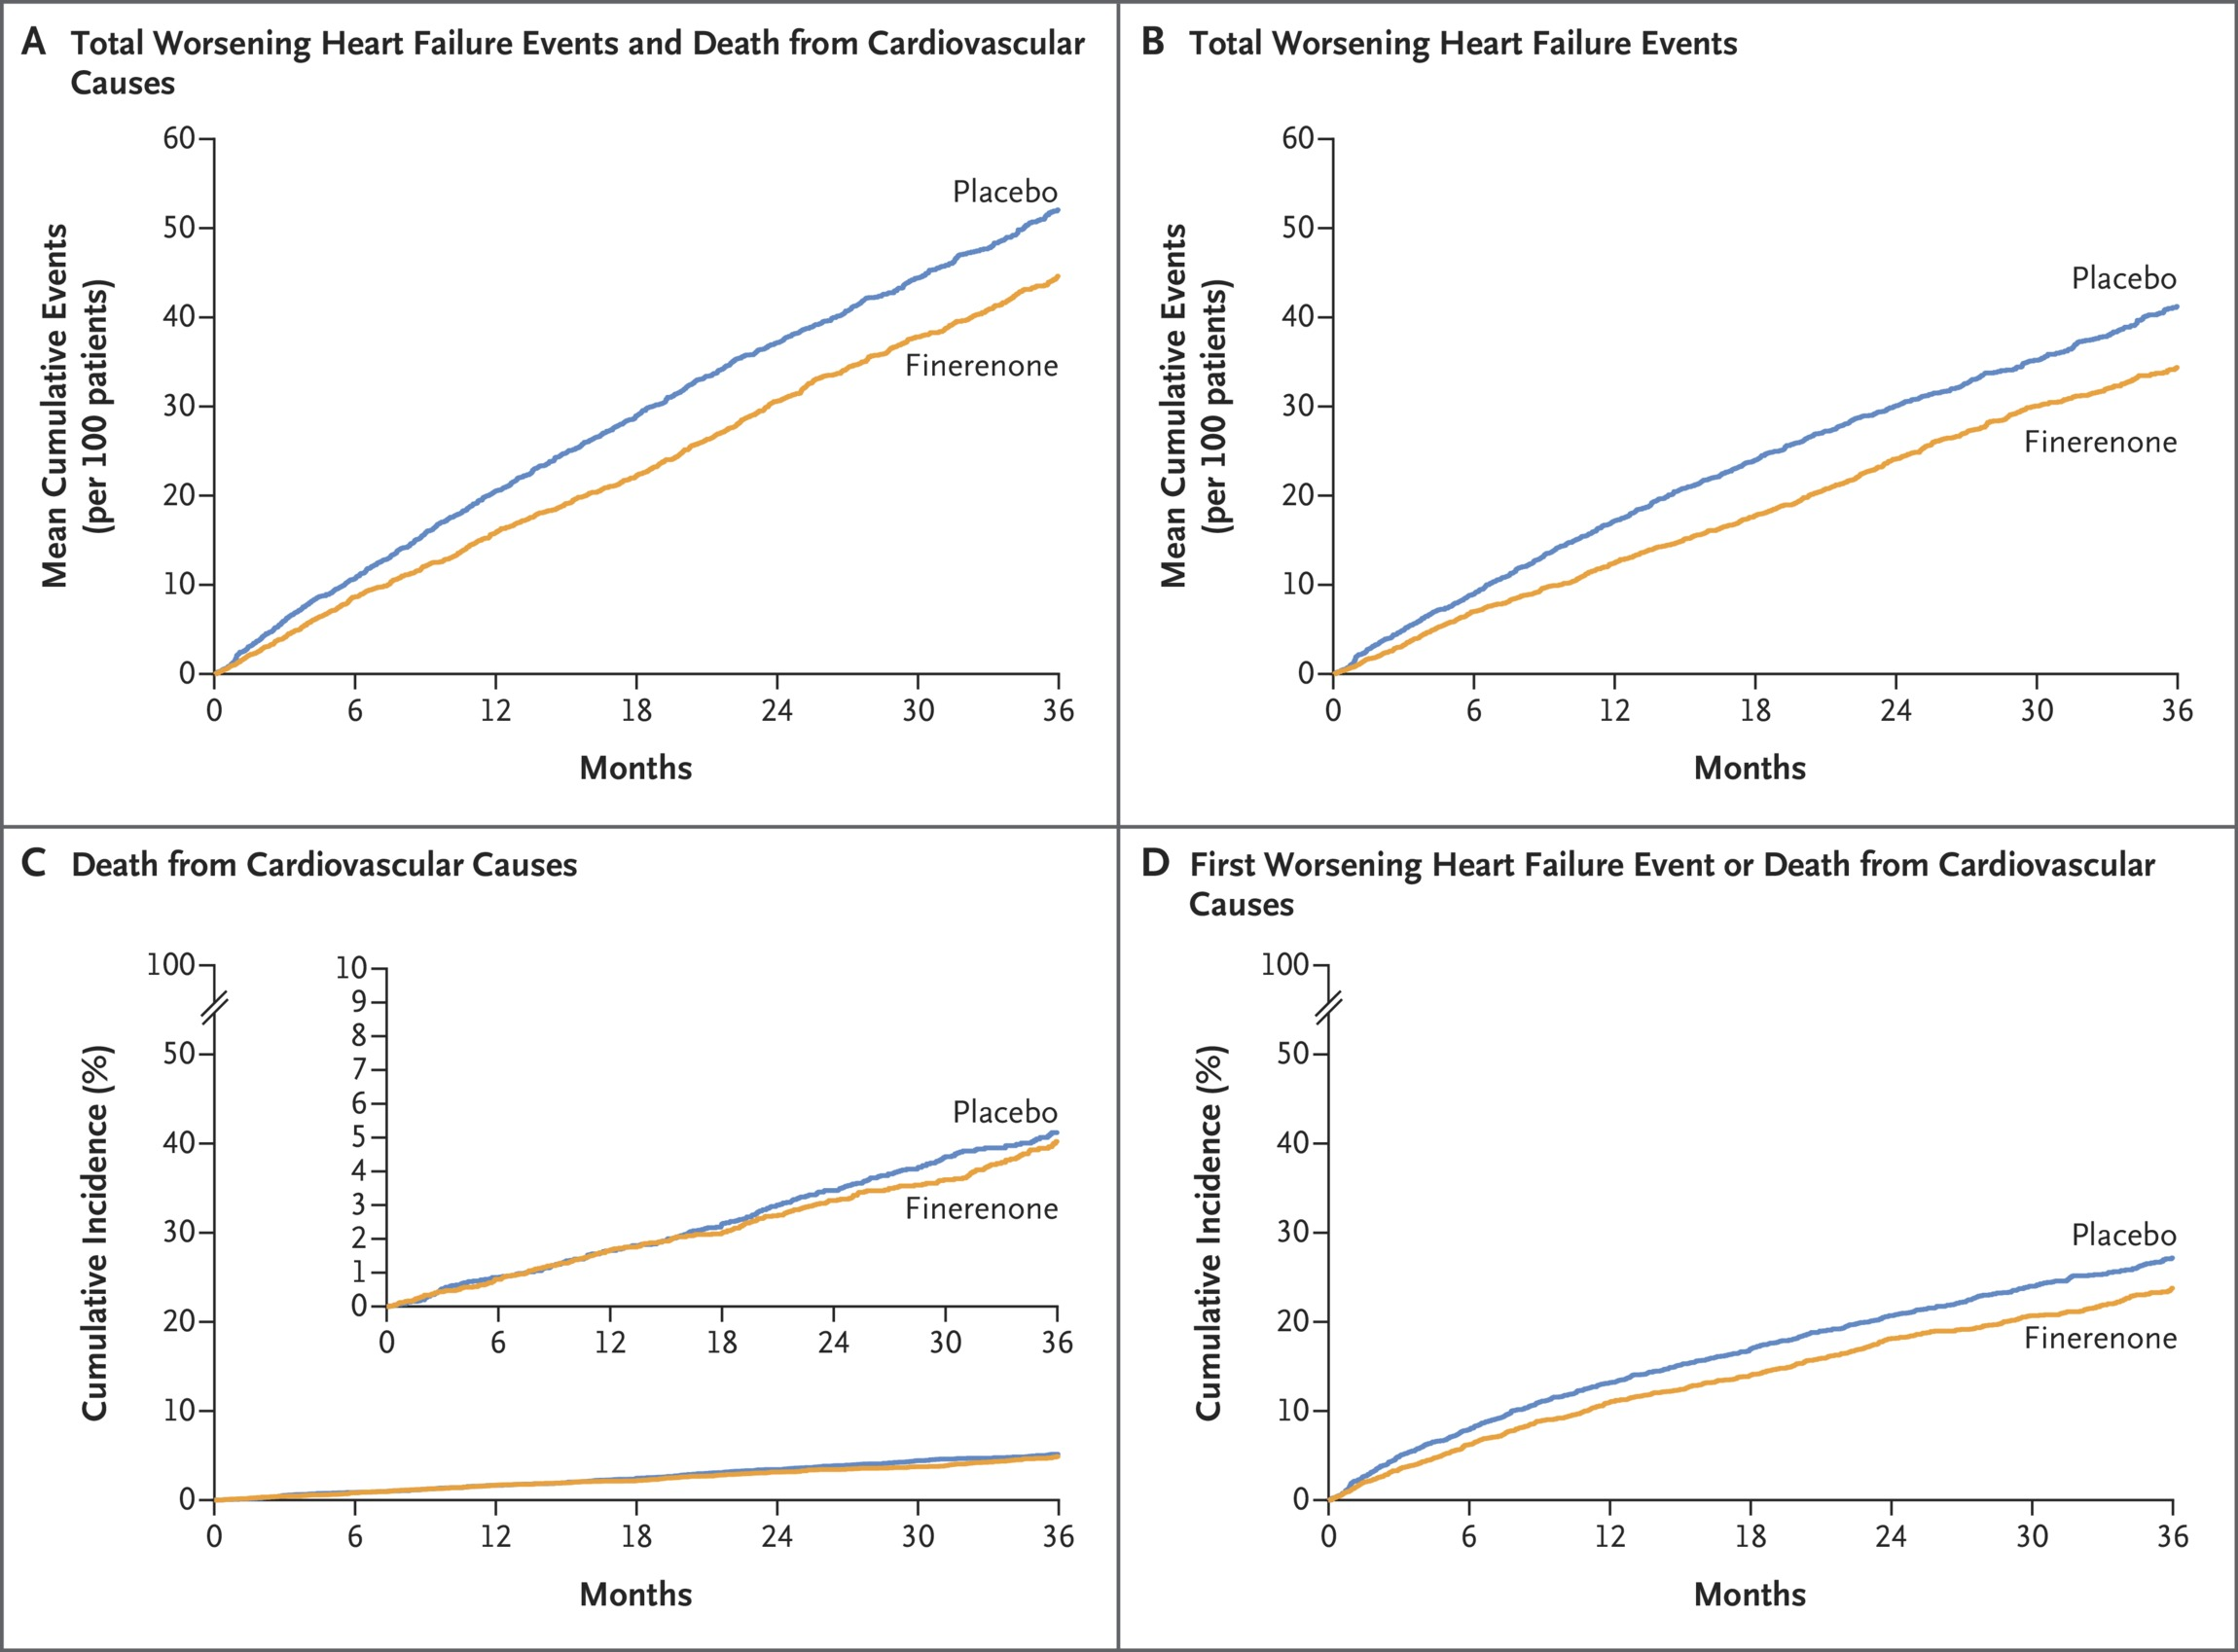 A Total Worsening Heart Failure Events and Death from Cardiovascular
Causes
Mean Cumulative Events
(per 100 patients)
60
50
40
30
20
10
0
Placebo
Finerenone
0 6 12 18 24 30 36
Months
B Total Worsening Heart Failure Events
Mean Cumulative Events
(per 100 patients)
60
50
40
30
20
10
0
Placebo
Finerenone
0 6 12 18 24 30 36
Months
C Death from Cardiovascular Causes
Cumulative Incidence (%)
100
50
40
30
20
10
0
10
9
8
7
6
5
4
3
2
1
0
Placebo
Finerenone
0 6 12 18 24 30 36
0 6 12 18 24 30 36
Months
D First Worsening Heart Failure Event or Death from Cardiovascular
Causes
Cumulative Incidence (%)
100
50
40
30
20
10
0
Placebo
Finerenone
0 6 12 18 24 30 36
Months